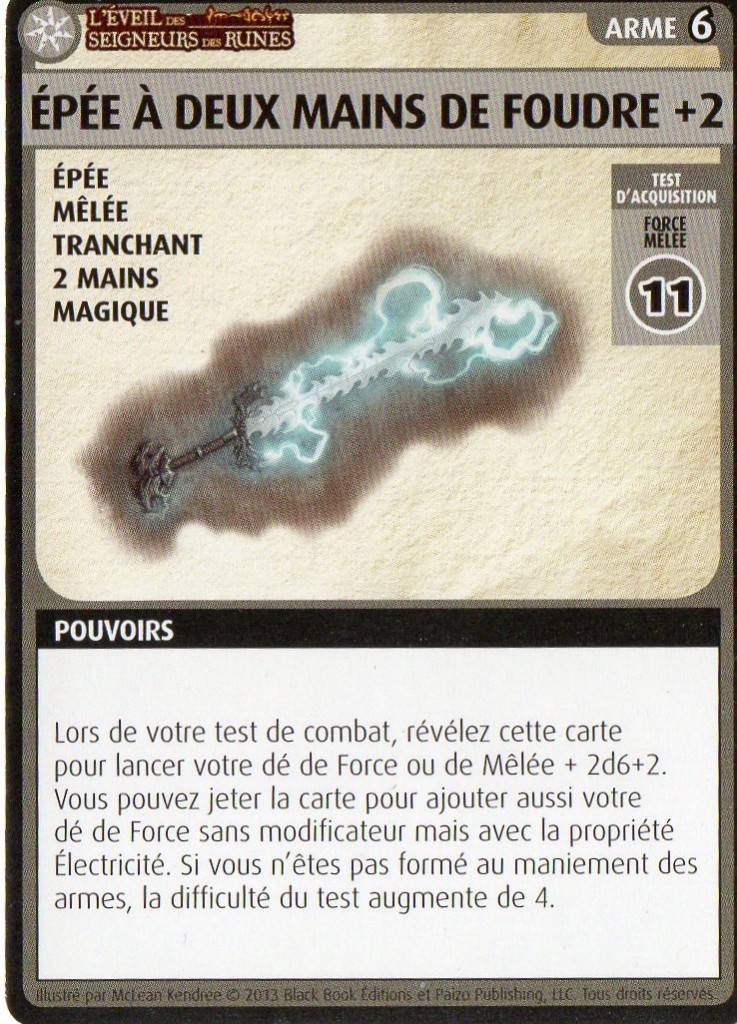 L'ÉVEIL DES
SEIGNEURS DES RUNES
ARME 6
ÉPÉE À DEUX MAINS DE FOUDRE +2
ÉPÉE
MÊLÉE
TRANCHANT
2 MAINS
MAGIQUE
TEST
D'ACQUISITION
FORCE
MÊLÉE
11
POUVOIRS
Lors de votre test de combat, révélez cette carte
pour lancer votre dé de Force ou de Mêlée + 2d6+2.
Vous pouvez jeter la carte pour ajouter aussi votre
dé de Force sans modificateur mais avec la propriété
Électricité. Si vous n'êtes pas formé au maniement des
armes, la difficulté du test augmente de 4.
Illustré par McLean Kendree © 2013 Black Book Éditions et Paizo Publishing, LLC. Tous droits réservés.